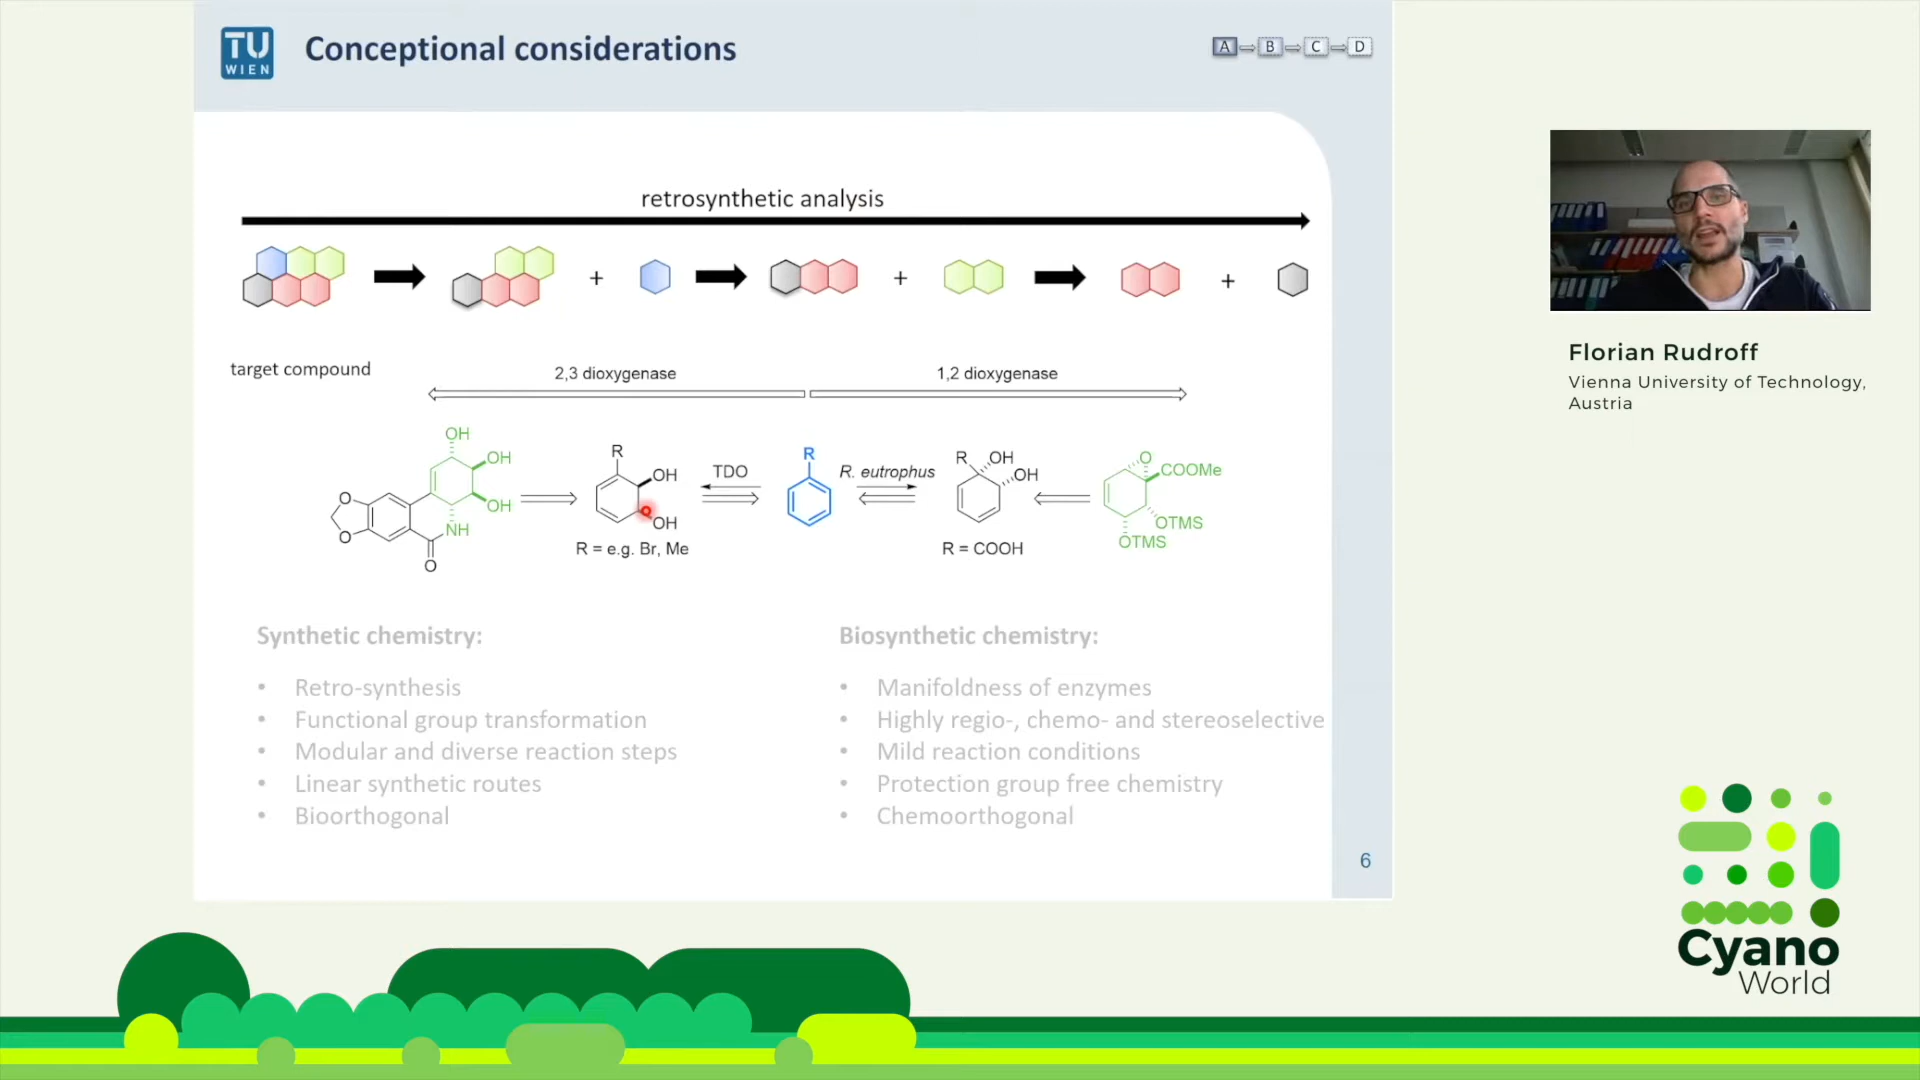 TU
WIEN
Conceptional considerations
A B C D
retrosynthetic analysis
+ + +
target compound
2,3 dioxygenase
1,2 dioxygenase
OH
OH
OH
NH
O
O
O
R
OH
OH
R = e.g. Br, Me
TDO
R
R. eutrophus
R OH
OH
R = COOH
O
COOMe
OTMS
OTMS
Synthetic chemistry:
• Retro-synthesis
• Functional group transformation
• Modular and diverse reaction steps
• Linear synthetic routes
• Bioorthogonal
Biosynthetic chemistry:
• Manifoldness of enzymes
• Highly regio-, chemo- and stereoselective
• Mild reaction conditions
• Protection group free chemistry
• Chemoorthogonal
6
Florian Rudroff
Vienna University of Technology,
Austria
Cyano
World